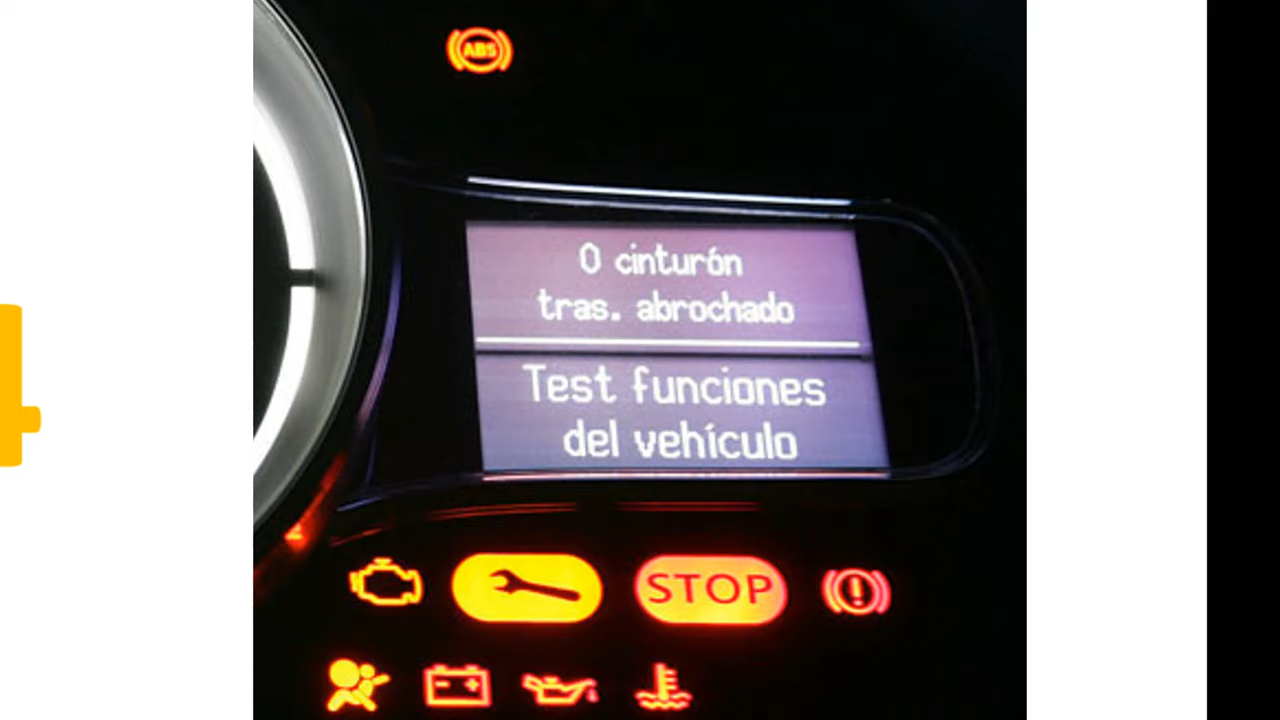 ABS
0 cinturón
tras. abrochado
Test funciones
del vehículo
STOP